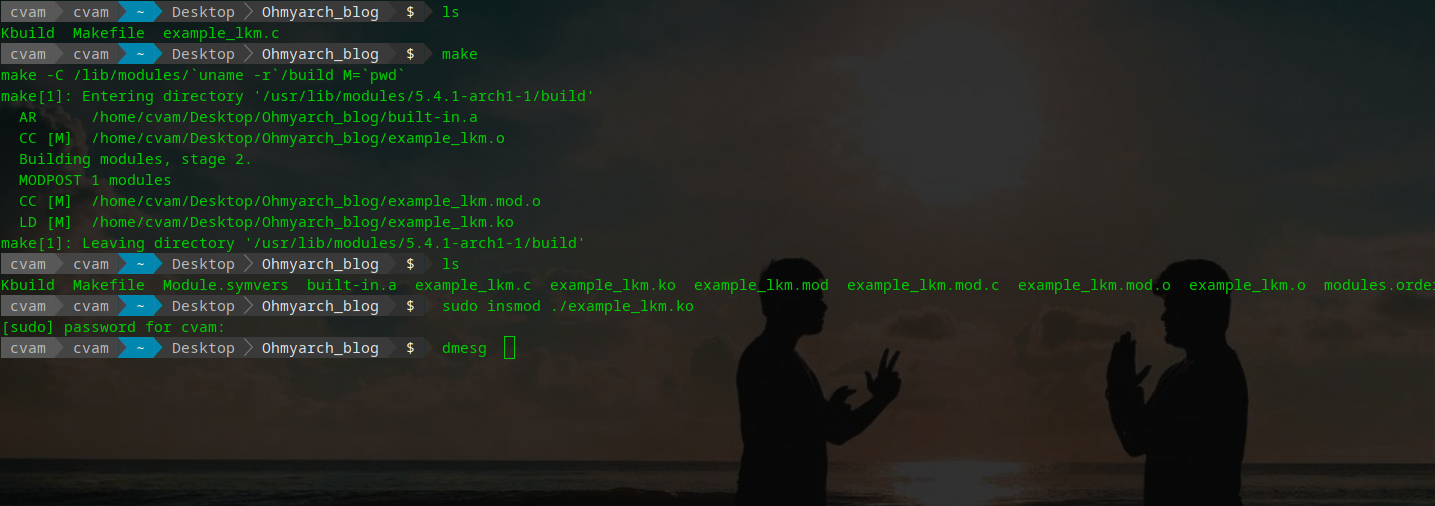 cvam cvam ~ Desktop Ohmyarch_blog $ ls
Kbuild Makefile example_lkm.c
cvam cvam ~ Desktop Ohmyarch_blog $ make
make -C /lib/modules/`uname -r`/build M=`pwd`
make[1]: Entering directory '/usr/lib/modules/5.4.1-arch1-1/build'
AR /home/cvam/Desktop/Ohmyarch_blog/built-in.a
CC [M] /home/cvam/Desktop/Ohmyarch_blog/example_lkm.o
Building modules, stage 2.
MODPOST 1 modules
CC [M] /home/cvam/Desktop/Ohmyarch_blog/example_lkm.mod.o
LD [M] /home/cvam/Desktop/Ohmyarch_blog/example_lkm.ko
make[1]: Leaving directory '/usr/lib/modules/5.4.1-arch1-1/build'
cvam cvam ~ Desktop Ohmyarch_blog $ ls
Kbuild Makefile Module.symvers built-in.a example_lkm.c example_lkm.ko example_lkm.mod example_lkm.mod.c example_lkm.mod.o example_lkm.o modules.order
cvam cvam ~ Desktop Ohmyarch_blog $ sudo insmod ./example_lkm.ko
[sudo] password for cvam:
cvam cvam ~ Desktop Ohmyarch_blog $ dmesg